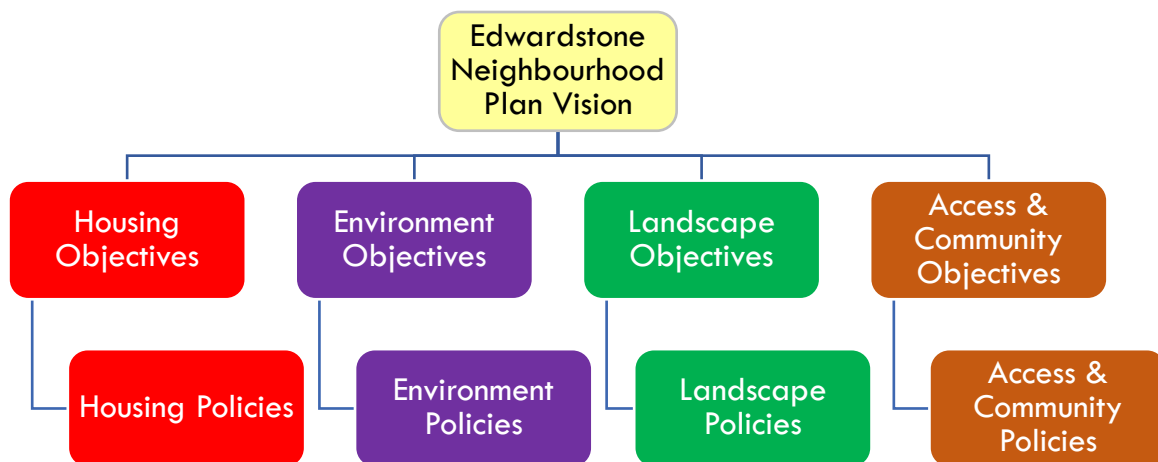 Edwardstone
Neighbourhood
Plan Vision
Housing
Objectives
Environment
Objectives
Landscape
Objectives
Access &
Community
Objectives
Housing Policies
Environment
Policies
Landscape
Policies
Access &
Community
Policies